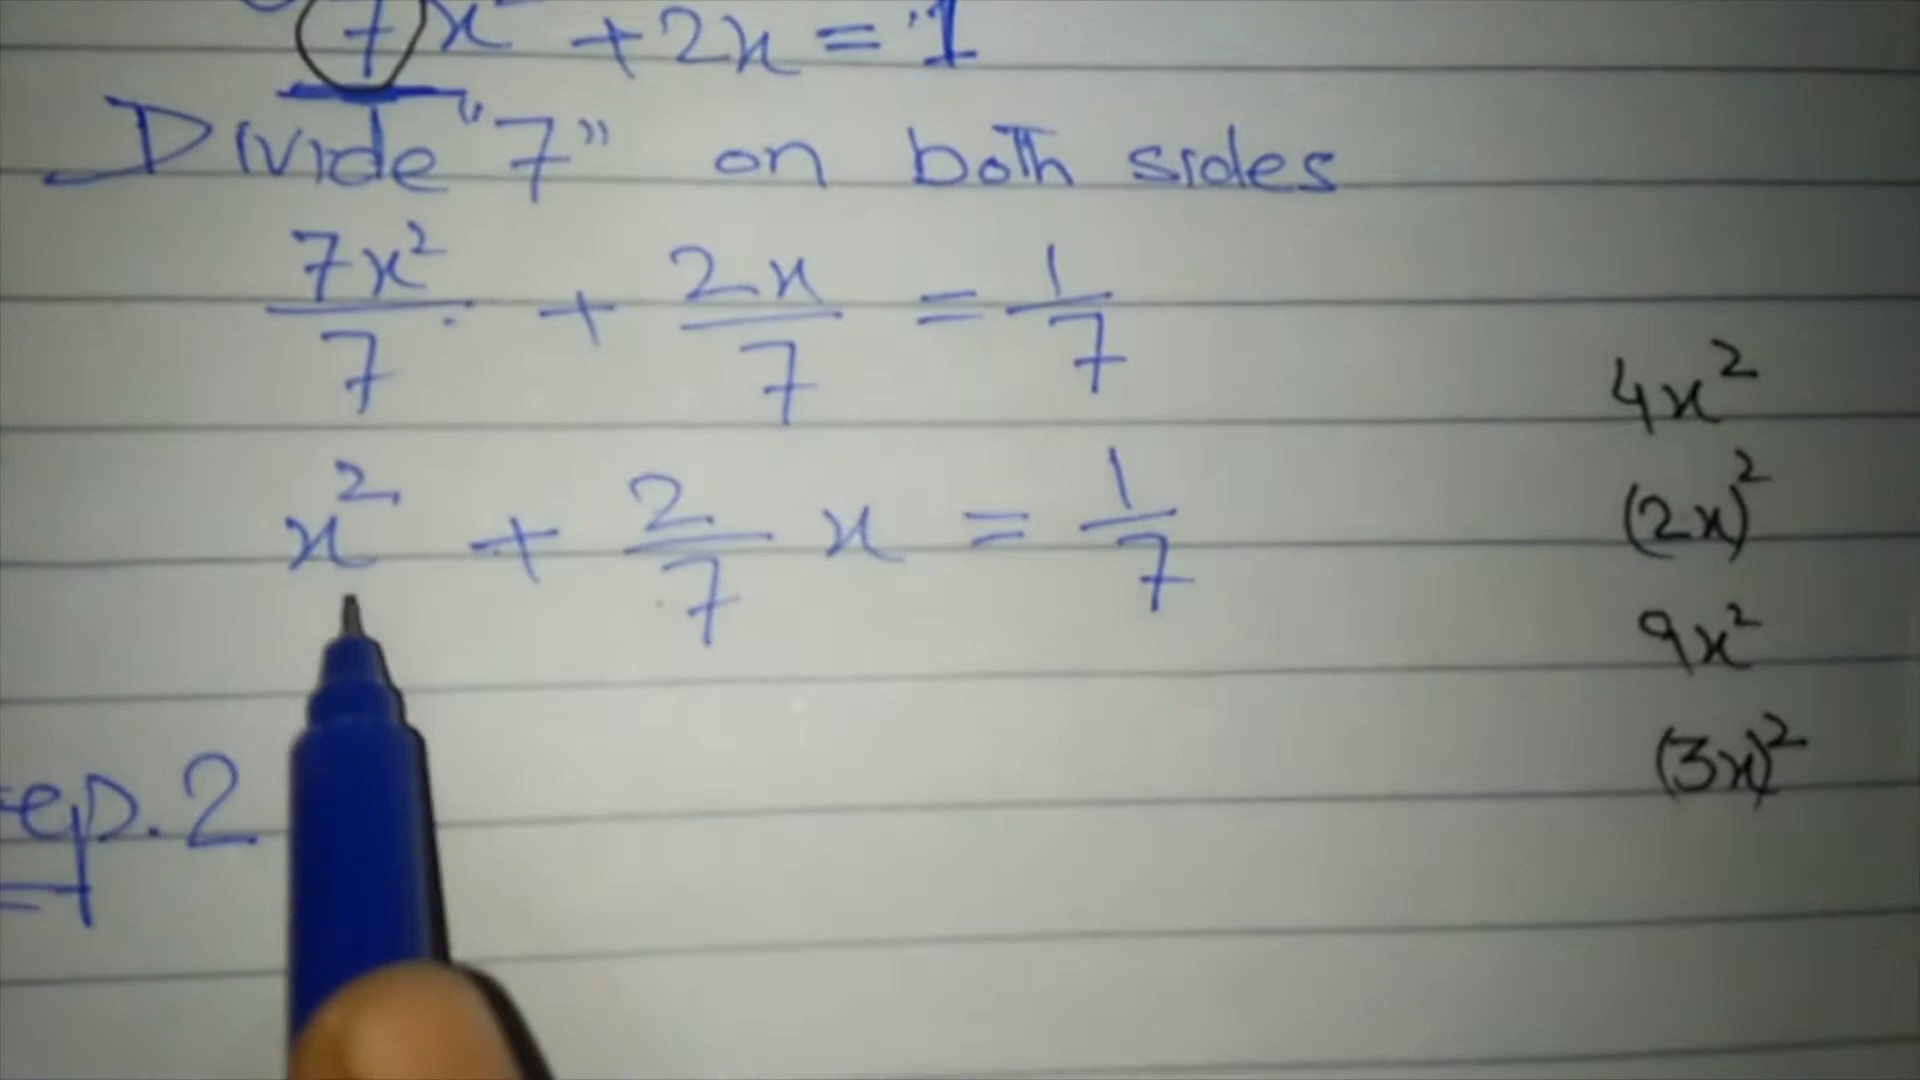 7x² + 2x = 1
Divide "7" on both sides
7x²/7 + 2x/7 = 1/7
x² + 2/7 x = 1/7
ep.2
4x²
(2x)²
9x²
(3x)²